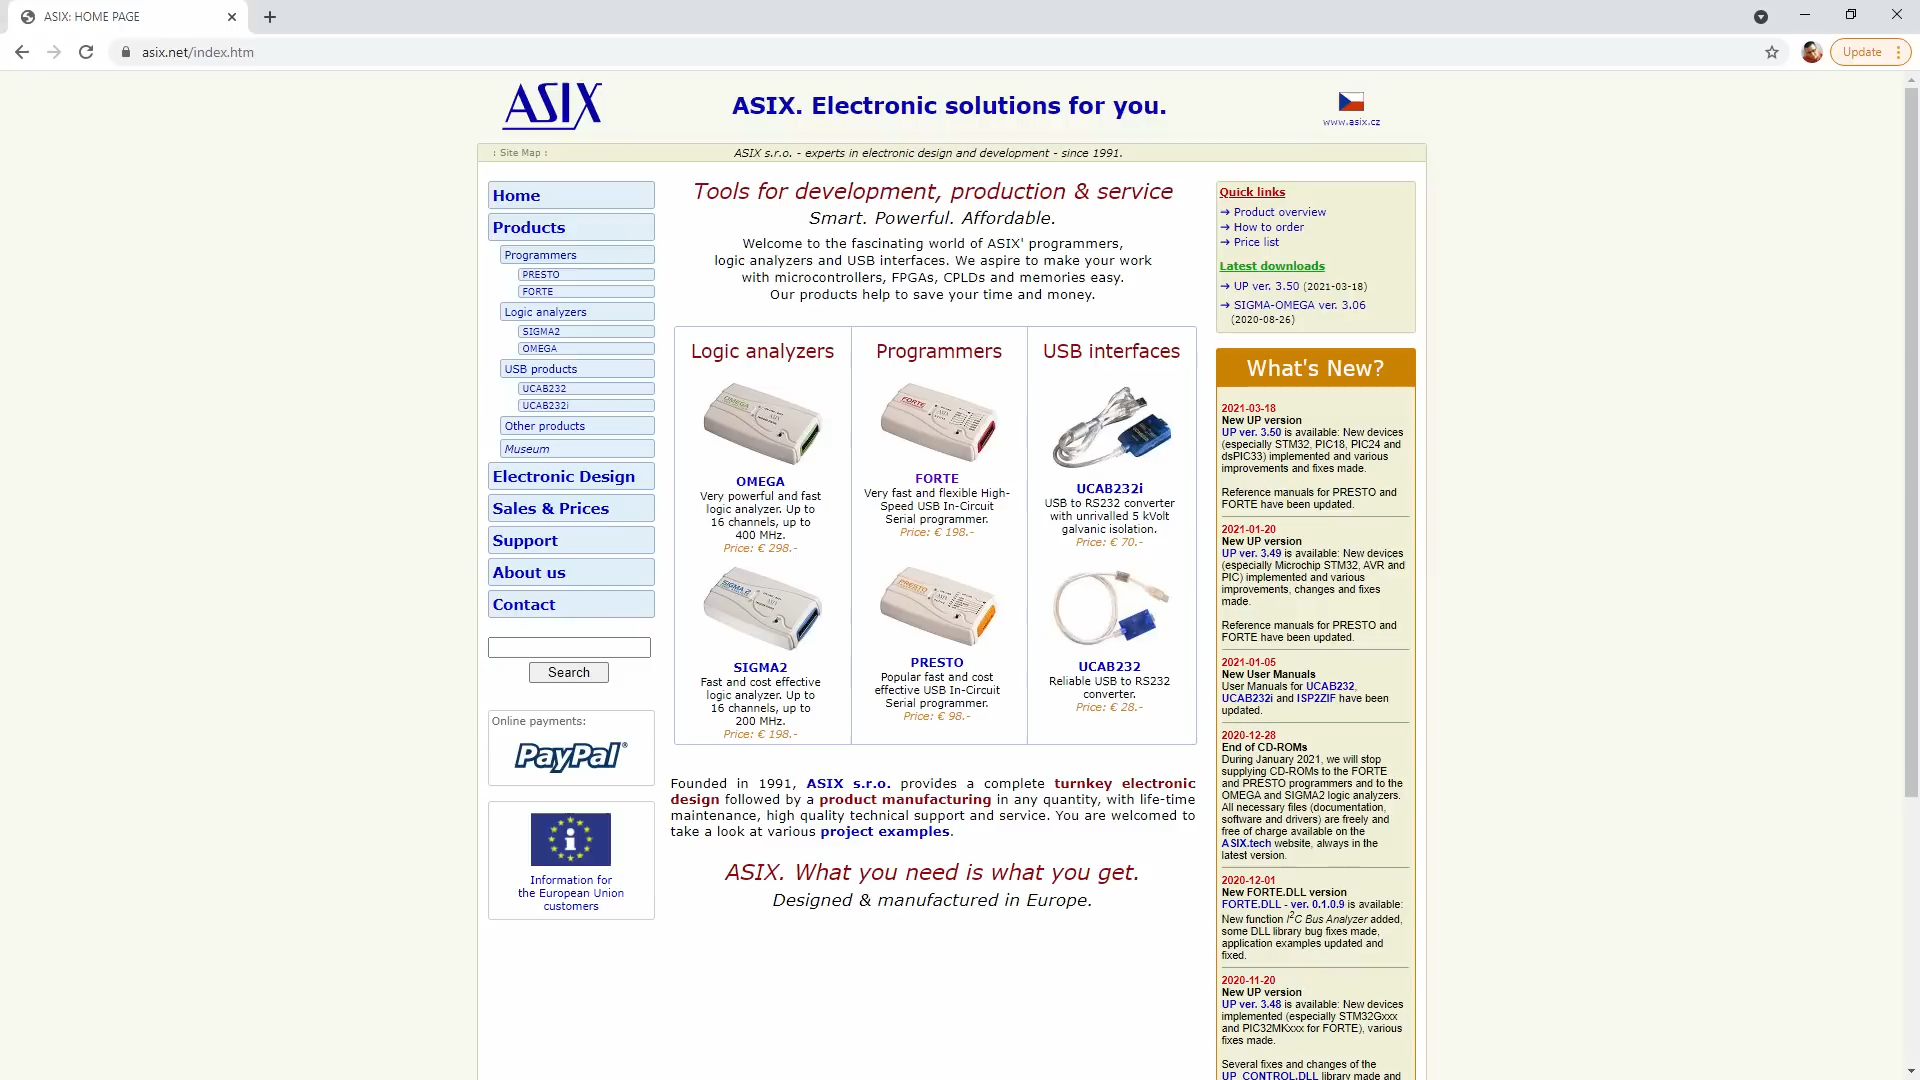 ASIX: HOME PAGE
asix.net/index.htm
Update
ASIX
ASIX. Electronic solutions for you.
www.asix.cz
: Site Map :
ASIX s.r.o. - experts in electronic design and development - since 1991.
Home
Products
Programmers
PRESTO
FORTE
Logic analyzers
SIGMA2
OMEGA
USB products
UCAB232
UCAB232i
Other products
Museum
Electronic Design
Sales & Prices
Support
About us
Contact
Search
Online payments:
PayPal
Information for
the European Union
customers
Tools for development, production & service
Smart. Powerful. Affordable.
Welcome to the fascinating world of ASIX' programmers,
logic analyzers and USB interfaces. We aspire to make your work
with microcontrollers, FPGAs, CPLDs and memories easy.
Our products help to save your time and money.
Logic analyzers
OMEGA
OMEGA
Very powerful and fast
logic analyzer. Up to
16 channels, up to
400 MHz.
Price: € 298.-
SIGMA 2
SIGMA2
Fast and cost effective
logic analyzer. Up to
16 channels, up to
200 MHz.
Price: € 198.-
Programmers
FORTE
FORTE
Very fast and flexible High-
Speed USB In-Circuit
Serial programmer.
Price: € 198.-
PRESTO
PRESTO
Popular fast and cost
effective USB In-Circuit
Serial programmer.
Price: € 98.-
USB interfaces
UCAB232i
USB to RS232 converter
with unrivalled 5 kVolt
galvanic isolation.
Price: € 70.-
UCAB232
Reliable USB to RS232
converter.
Price: € 28.-
Founded in 1991, ASIX s.r.o. provides a complete turnkey electronic
design followed by a product manufacturing in any quantity, with life-time
maintenance, high quality technical support and service. You are welcomed to
take a look at various project examples.
ASIX. What you need is what you get.
Designed & manufactured in Europe.
Quick links
→ Product overview
→ How to order
→ Price list
Latest downloads
→ UP ver. 3.50 (2021-03-18)
→ SIGMA-OMEGA ver. 3.06
(2020-08-26)
What's New?
2021-03-18
New UP version
UP ver. 3.50 is available: New devices
(especially STM32, PIC18, PIC24 and
dsPIC33) implemented and various
improvements and fixes made.
Reference manuals for PRESTO and
FORTE have been updated.
2021-01-20
New UP version
UP ver. 3.49 is available: New devices
(especially Microchip STM32, AVR and
PIC) implemented and various
improvements, changes and fixes
made.
Reference manuals for PRESTO and
FORTE have been updated.
2021-01-05
New User Manuals
User Manuals for UCAB232,
UCAB232i and ISP2ZIF have been
updated.
2020-12-28
End of CD-ROMs
During January 2021, we will stop
supplying CD-ROMs to the FORTE
and PRESTO programmers and to the
OMEGA and SIGMA2 logic analyzers.
All necessary files (documentation,
software and drivers) are freely and
free of charge available on the
ASIX.tech website, always in the
latest version.
2020-12-01
New FORTE.DLL version
FORTE.DLL - ver. 0.1.0.9 is available:
New function I2C Bus Analyzer added,
some DLL library bug fixes made,
application examples updated and
fixed.
2020-11-20
New UP version
UP ver. 3.48 is available: New devices
implemented (especially STM32Gxxx
and PIC32MKxxx for FORTE), various
fixes made.
Several fixes and changes of the
UP_CONTROL.DLL library made and